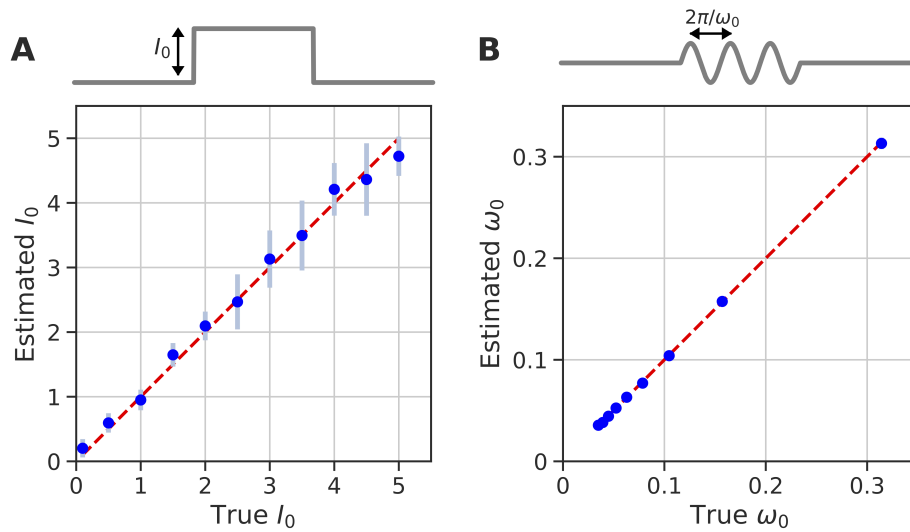 A
I₀
5
4
3
2
1
0
Estimated I₀
0 1 2 3 4 5
True I₀
B
2π/ω₀
0.3
0.2
0.1
0
Estimated ω₀
0 0.1 0.2 0.3
True ω₀